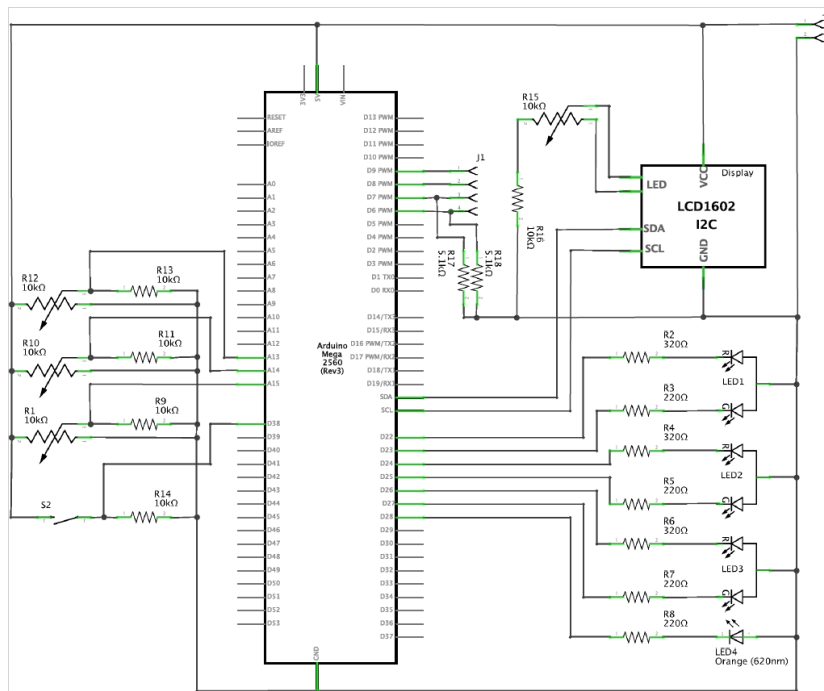 3V3
5V
VIN
RESET
AREF
IOREF
A0
A1
A2
A3
A4
A5
A6
A7
A8
A9
A10
A11
A12
A13
A14
A15
D38
D39
D40
D41
D42
D43
D44
D45
D46
D47
D48
D49
D50
D51
D52
D53
Arduino
Mega
2560
(Rev3)
D13 PWM
D12 PWM
D11 PWM
D10 PWM
D9 PWM
D8 PWM
D7 PWM
D6 PWM
D5 PWM
D4 PWM
D2 PWM
D3 PWM
D1 TX0
D0 RX0
D14/TX3
D15/RX3
D16 PWM/TX2
D17 PWM/RX2
D18/TX1
D19/RX1
SDA
SCL
D22
D23
D24
D25
D26
D27
D28
D29
D30
D31
D32
D33
D34
D35
D36
D37
GND
R12
10kΩ
R13
10kΩ
R10
10kΩ
R11
10kΩ
R1
10kΩ
R9
10kΩ
S2
R14
10kΩ
J1
R15
10kΩ
R16
10kΩ
R17
5.1kΩ
R18
5.1kΩ
Display
VCC
LED
LCD1602
I2C
SDA
SCL
GND
R2
320Ω
R
LED1
R3
220Ω
G
R4
320Ω
R
LED2
R5
220Ω
G
R6
320Ω
R
LED3
R7
220Ω
G
R8
220Ω
LED4
Orange (620nm)